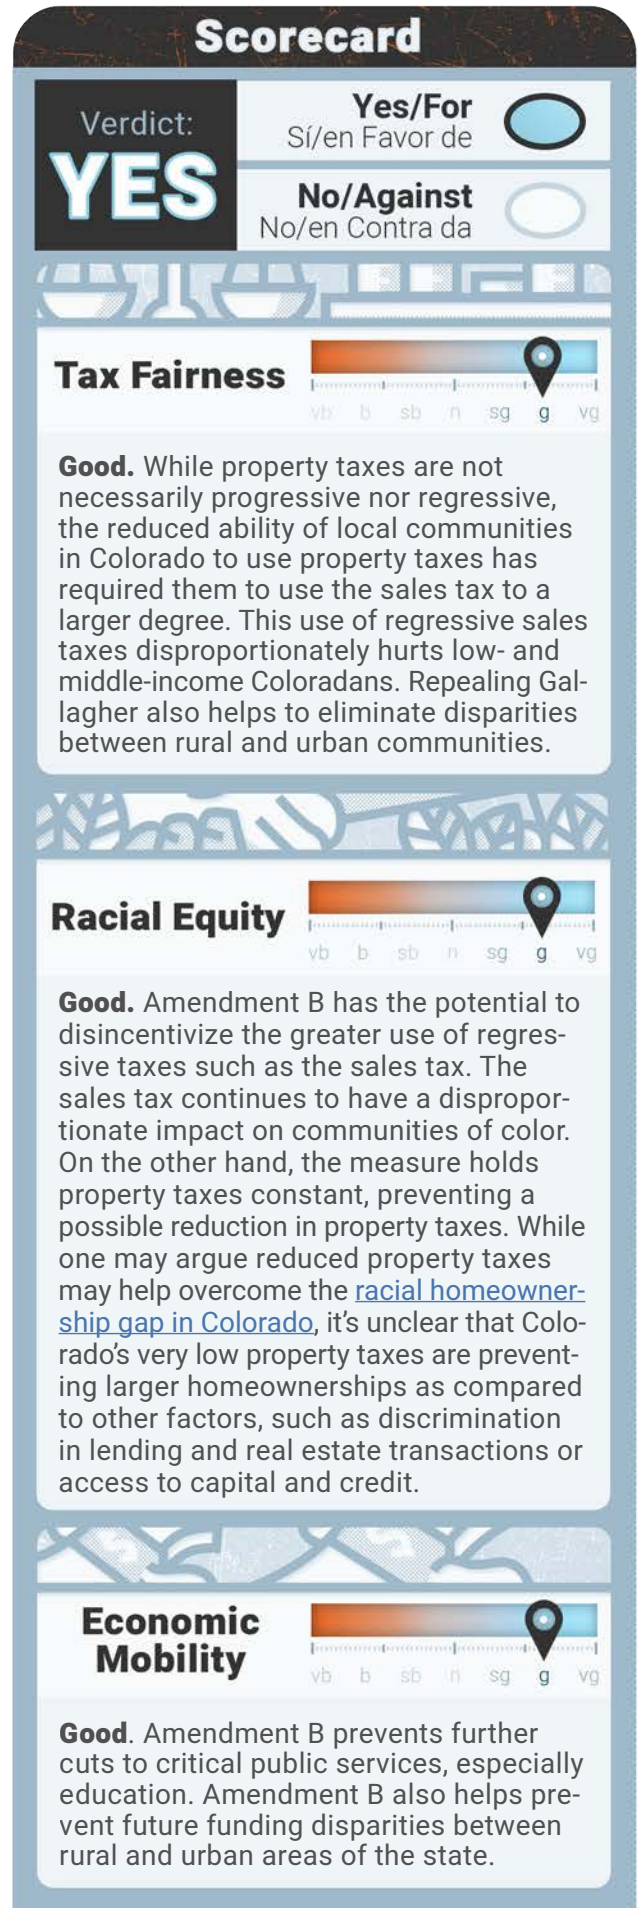 Scorecard
Verdict:
YES
Yes/For
Sí/en Favor de
No/Against
No/en Contra da
Tax Fairness
vb b sb n sg g vg
Good. While property taxes are not
necessarily progressive nor regressive,
the reduced ability of local communities
in Colorado to use property taxes has
required them to use the sales tax to a
larger degree. This use of regressive sales
taxes disproportionately hurts low- and
middle-income Coloradans. Repealing Gal-
lagher also helps to eliminate disparities
between rural and urban communities.
Racial Equity
vb b sb n sg g vg
Good. Amendment B has the potential to
disincentivize the greater use of regres-
sive taxes such as the sales tax. The
sales tax continues to have a dispropor-
tionate impact on communities of color.
On the other hand, the measure holds
property taxes constant, preventing a
possible reduction in property taxes. While
one may argue reduced property taxes
may help overcome the racial homeowner-
ship gap in Colorado, it's unclear that Colo-
rado's very low property taxes are prevent-
ing larger homeownerships as compared
to other factors, such as discrimination
in lending and real estate transactions or
access to capital and credit.
Economic
Mobility
vb b sb n sg g vg
Good. Amendment B prevents further
cuts to critical public services, especially
education. Amendment B also helps pre-
vent future funding disparities between
rural and urban areas of the state.